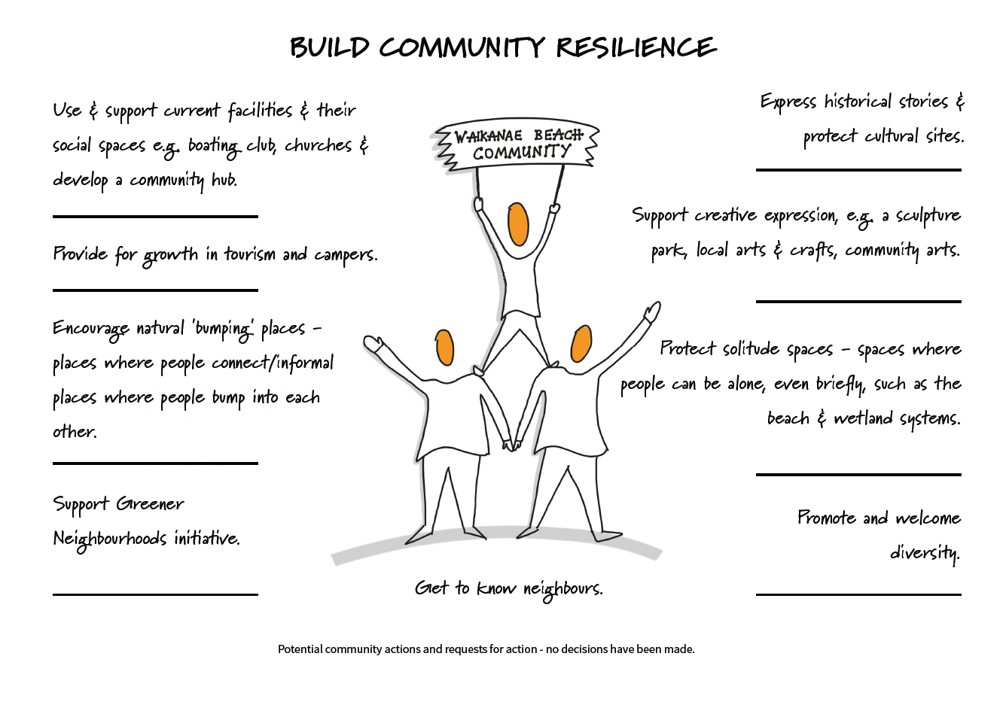 BUILD COMMUNITY RESILIENCE
Use & support current facilities & their
social spaces e.g. boating club, churches &
develop a community hub.
Provide for growth in tourism and campers.
Encourage natural 'bumping' places –
places where people connect/informal
places where people bump into each
other.
Support Greener
Neighbourhoods initiative.
WAIKANAE BEACH
COMMUNITY
Get to know neighbours.
Express historical stories &
protect cultural sites.
Support creative expression, e.g. a sculpture
park, local arts & crafts, community arts.
Protect solitude spaces – spaces where
people can be alone, even briefly, such as the
beach & wetland systems.
Promote and welcome
diversity.
Potential community actions and requests for action - no decisions have been made.